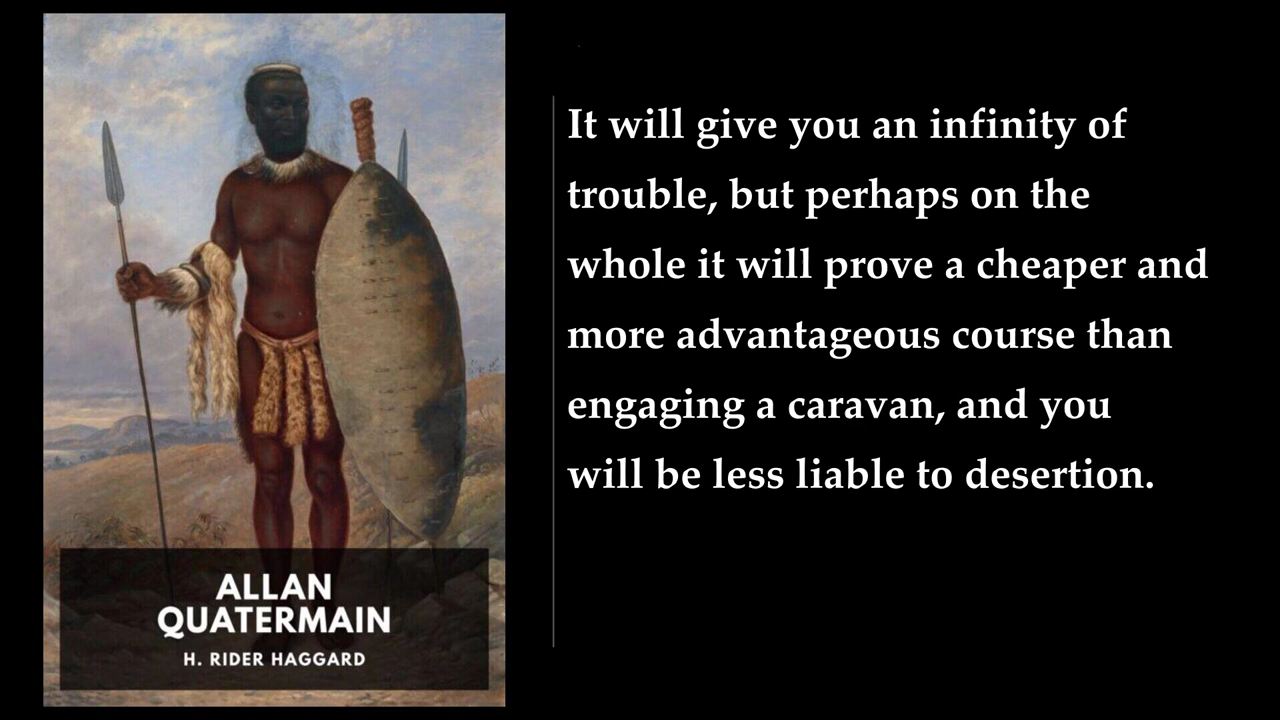 ALLAN
QUATERMAIN
H. RIDER HAGGARD
It will give you an infinity of
trouble, but perhaps on the
whole it will prove a cheaper and
more advantageous course than
engaging a caravan, and you
will be less liable to desertion.